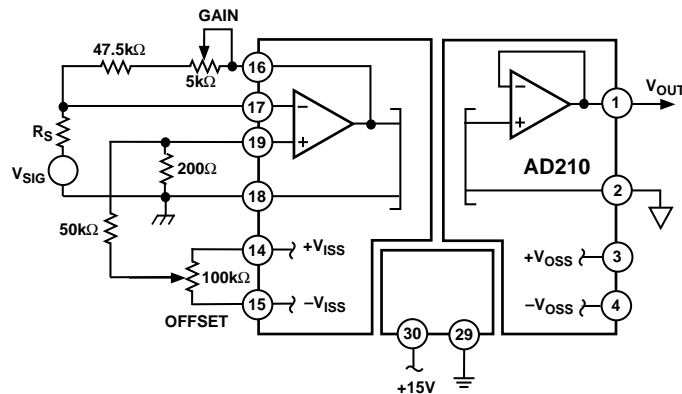 GAIN
47.5kΩ
5kΩ
16
17
19
18
14
15
RS
VSIG
200Ω
50kΩ
+VISS
100kΩ
–VISS
OFFSET
30
29
+15V
1
VOUT
AD210
2
3
+VOSS
4
–VOSS